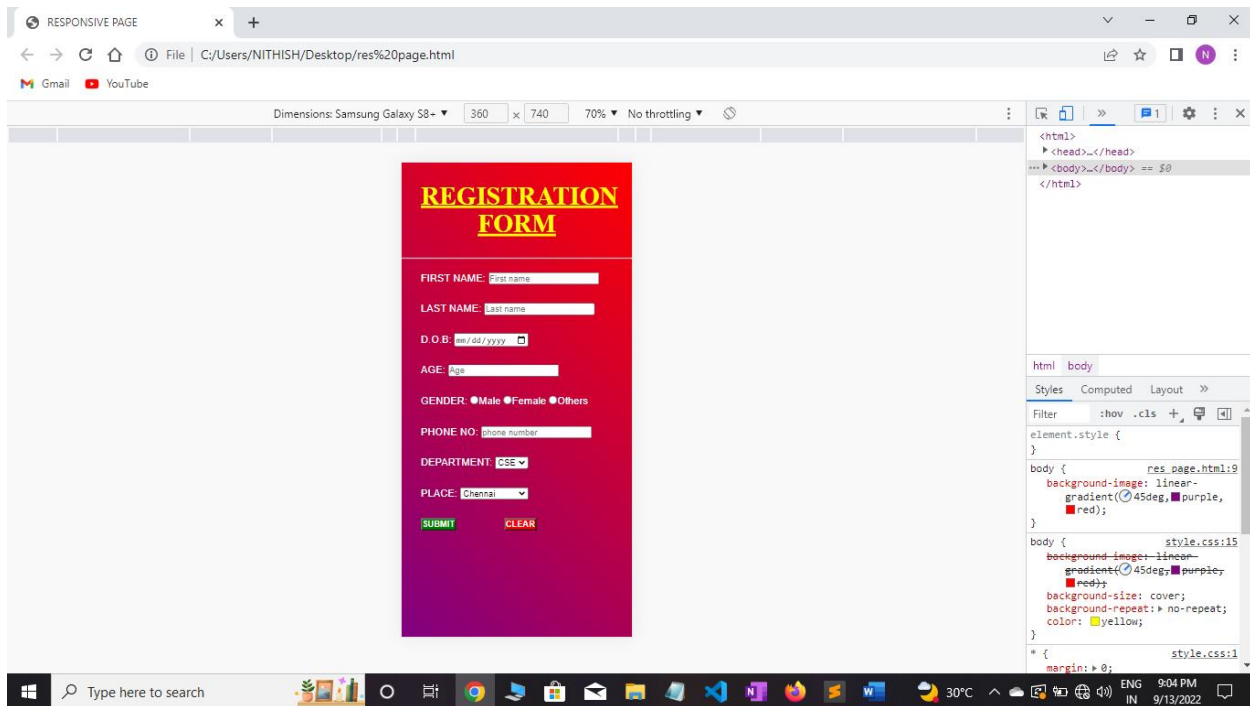 RESPONSIVE PAGE
File | C:/Users/NITHISH/Desktop/res%20page.html
N
Gmail YouTube
Dimensions: Samsung Galaxy S8+ 360 x 740 70% No throttling
1
<html>
<head>…</head>
<body>…</body> == $0
</html>
REGISTRATION
FORM
FIRST NAME: First name
LAST NAME: Last name
D.O.B: mm/dd/yyyy
AGE: Age
GENDER: Male Female Others
PHONE NO: phone number
DEPARTMENT: CSE
PLACE: Chennai
SUBMIT CLEAR
html body
Styles Computed Layout
Filter :hov .cls +
element.style {
}
body { res page.html:9
background-image: linear-
gradient(45deg,purple,
red);
}
body { style.css:15
background-image: linear-
gradient(45deg,purple,
red);
background-size: cover;
background-repeat: no-repeat;
color: yellow;
}
* { style.css:1
margin: 0;
Type here to search
30°C ENG 9:04 PM
IN 9/13/2022